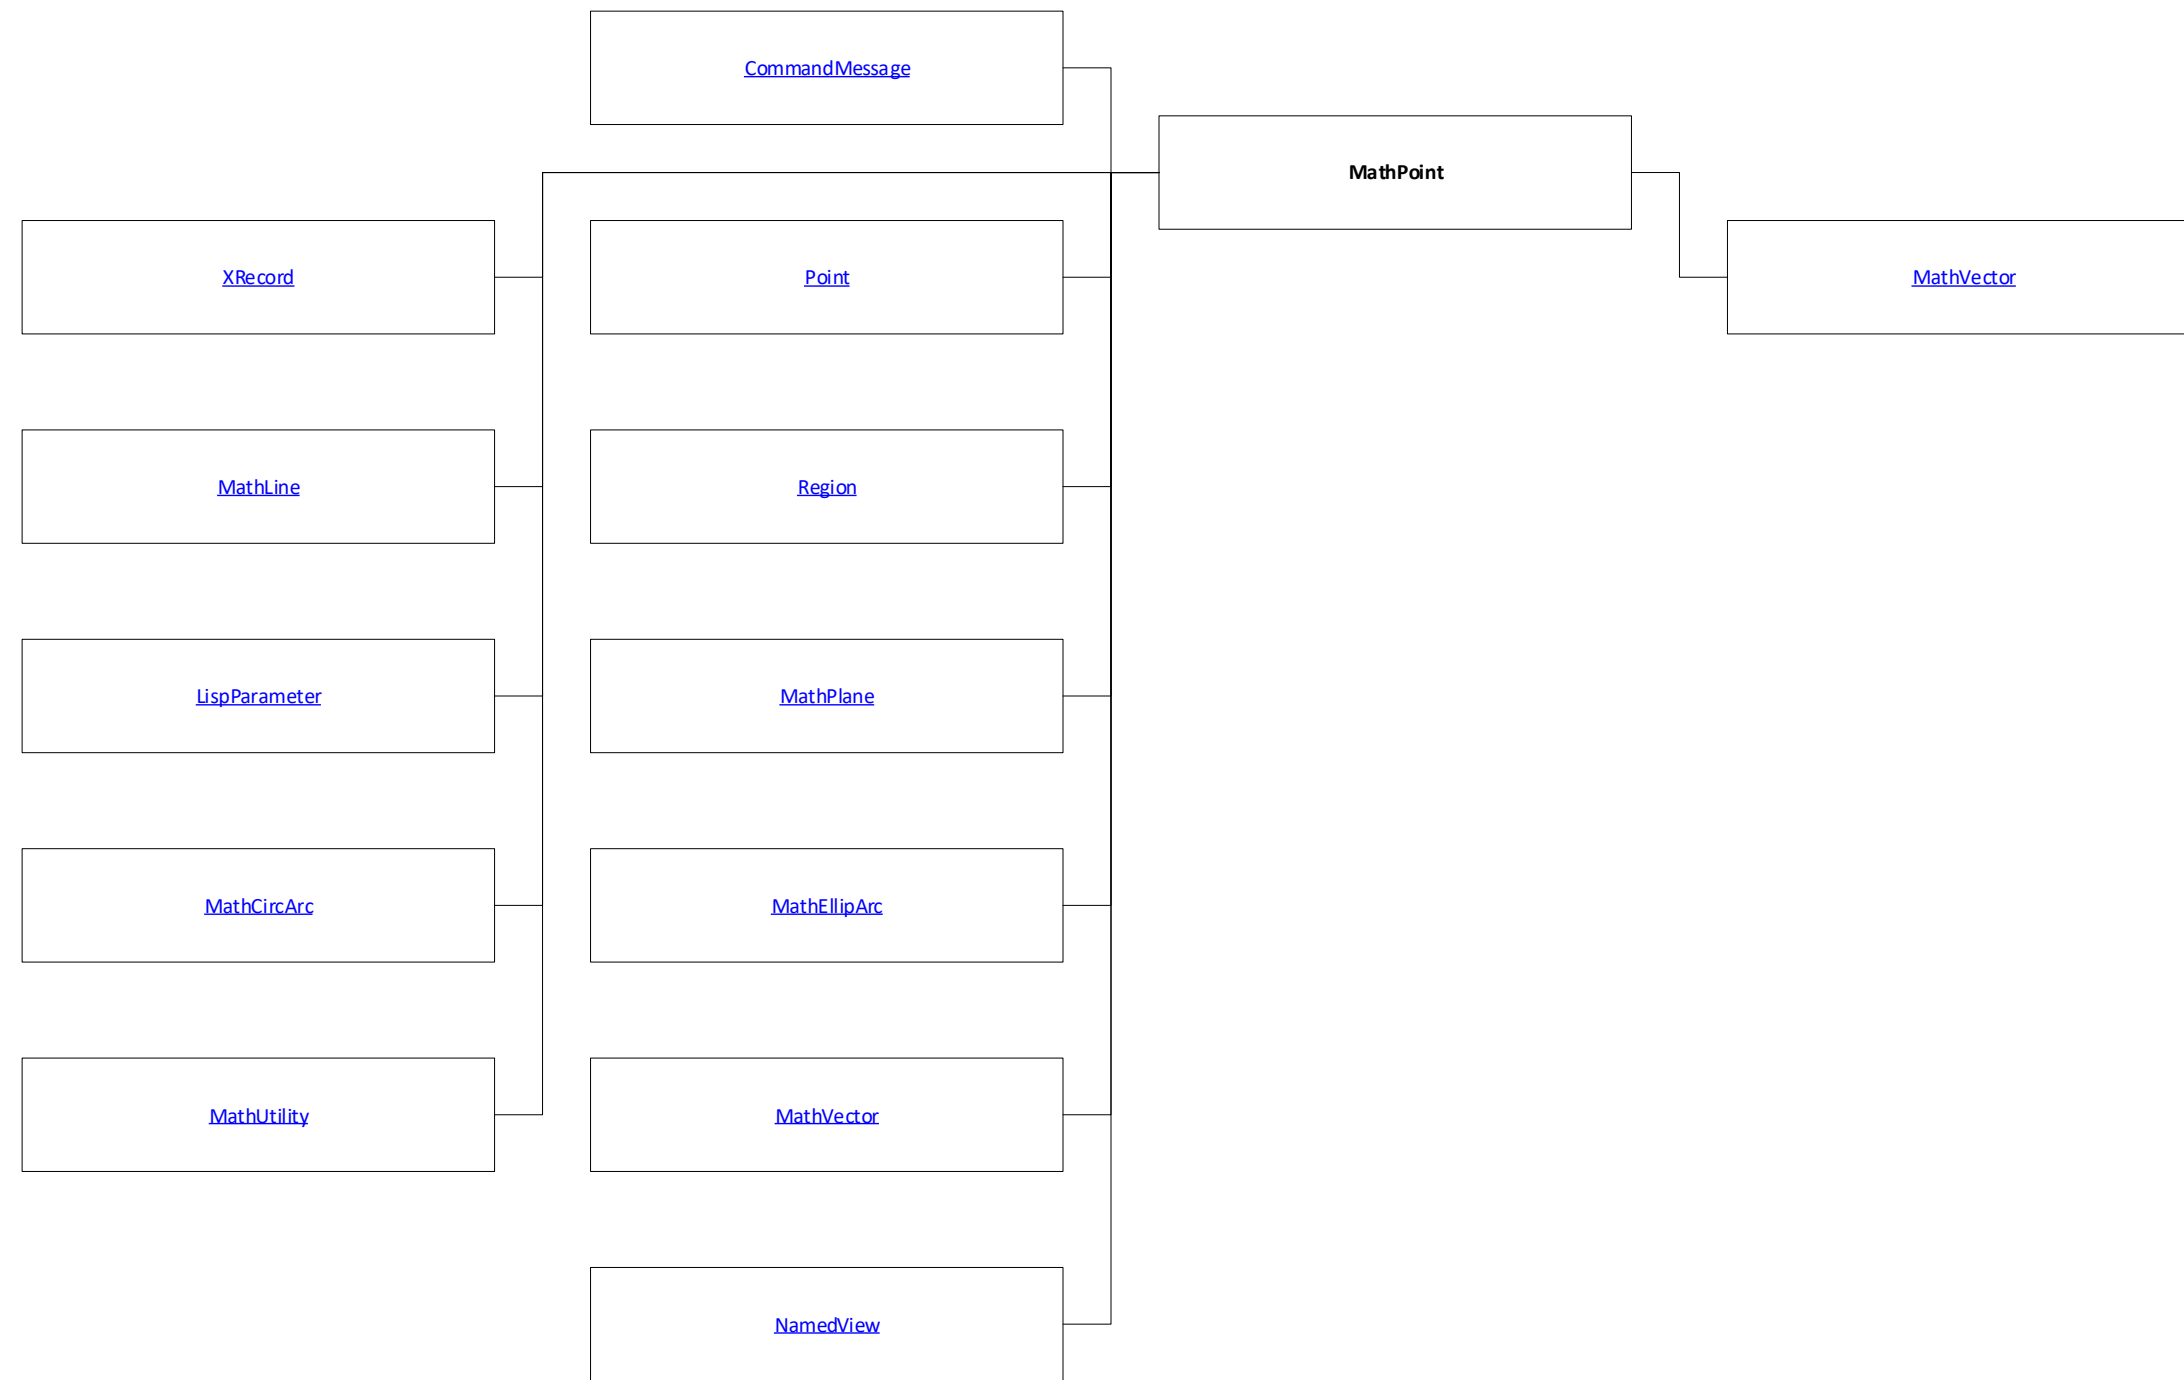 CommandMessage
MathPoint
XRecord
Point
MathVector
MathLine
Region
LispParameter
MathPlane
MathCircArc
MathEllipArc
MathUtility
MathVector
NamedView